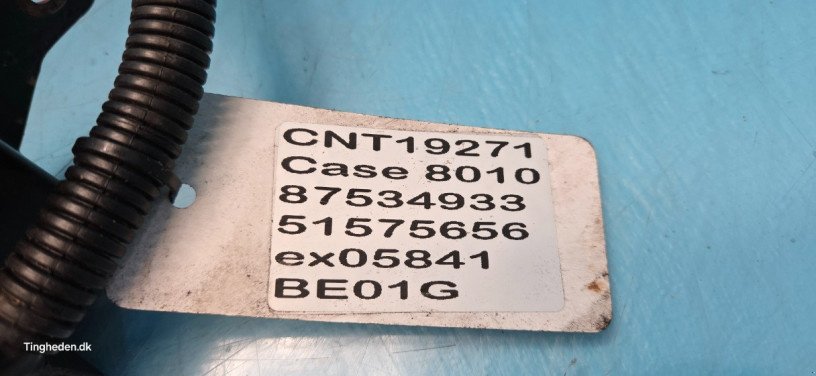 CNT19271
Case 8010
87534933
51575656
ex05841
BE01G
Tingheden.dk